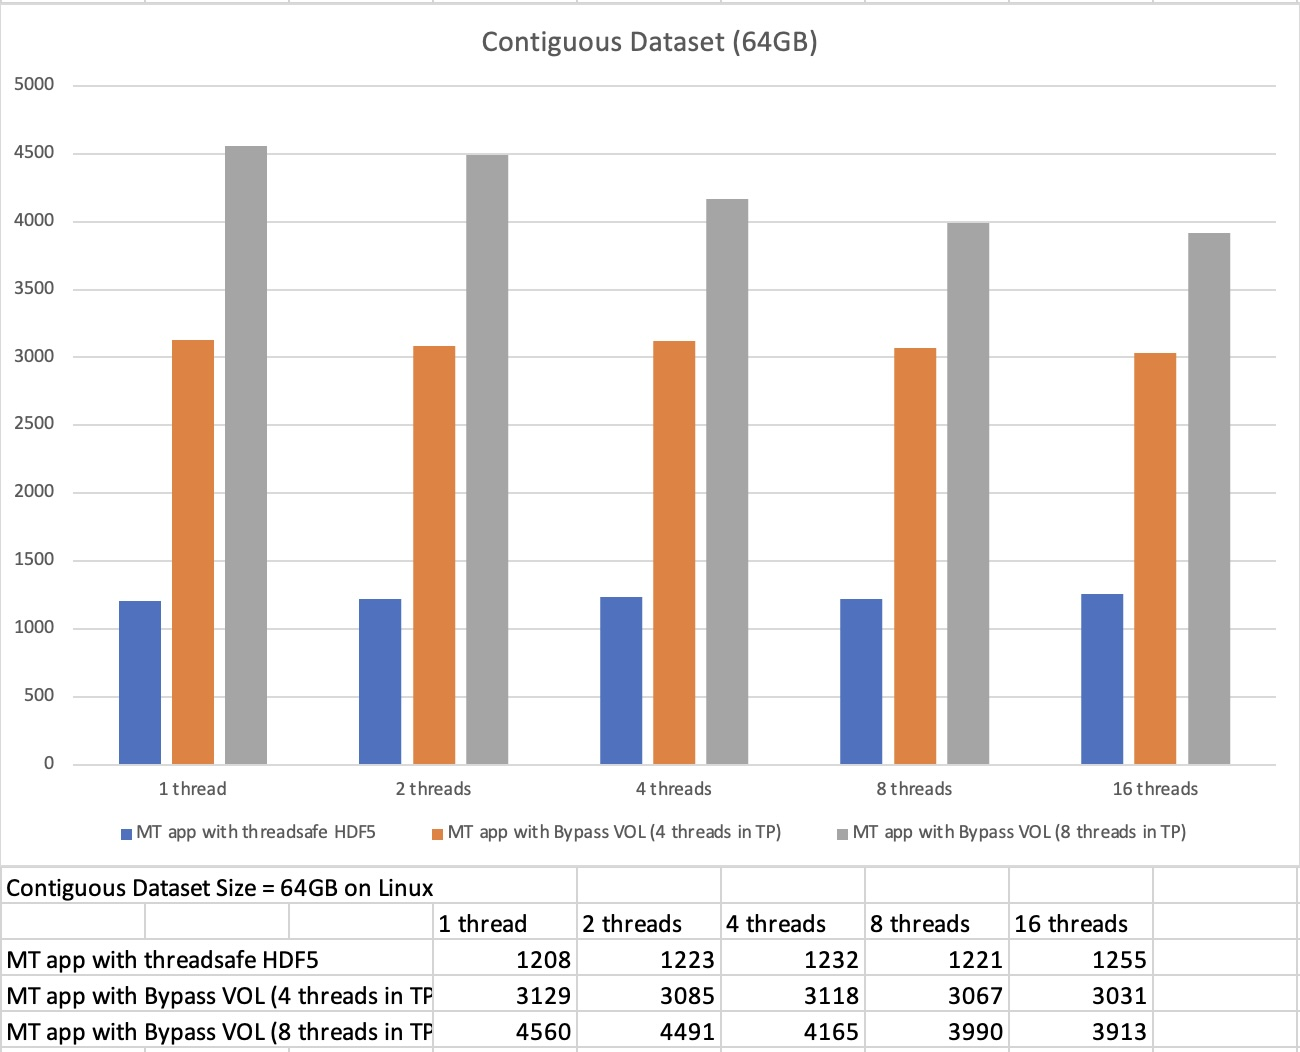 Contiguous Dataset (64GB)
5000
4500
4000
3500
3000
2500
2000
1500
1000
500
0
1 thread 2 threads 4 threads 8 threads 16 threads
MT app with threadsafe HDF5 MT app with Bypass VOL (4 threads in TP) MT app with Bypass VOL (8 threads in TP)
Contiguous Dataset Size = 64GB on Linux
1 thread 2 threads 4 threads 8 threads 16 threads
MT app with threadsafe HDF5 1208 1223 1232 1221 1255
MT app with Bypass VOL (4 threads in TP 3129 3085 3118 3067 3031
MT app with Bypass VOL (8 threads in TP 4560 4491 4165 3990 3913